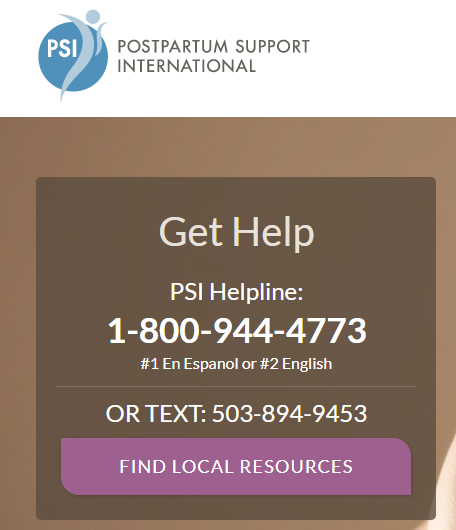 PSI
POSTPARTUM SUPPORT
INTERNATIONAL
Get Help
PSI Helpline:
1-800-944-4773
#1 En Espanol or #2 English
OR TEXT: 503-894-9453
FIND LOCAL RESOURCES